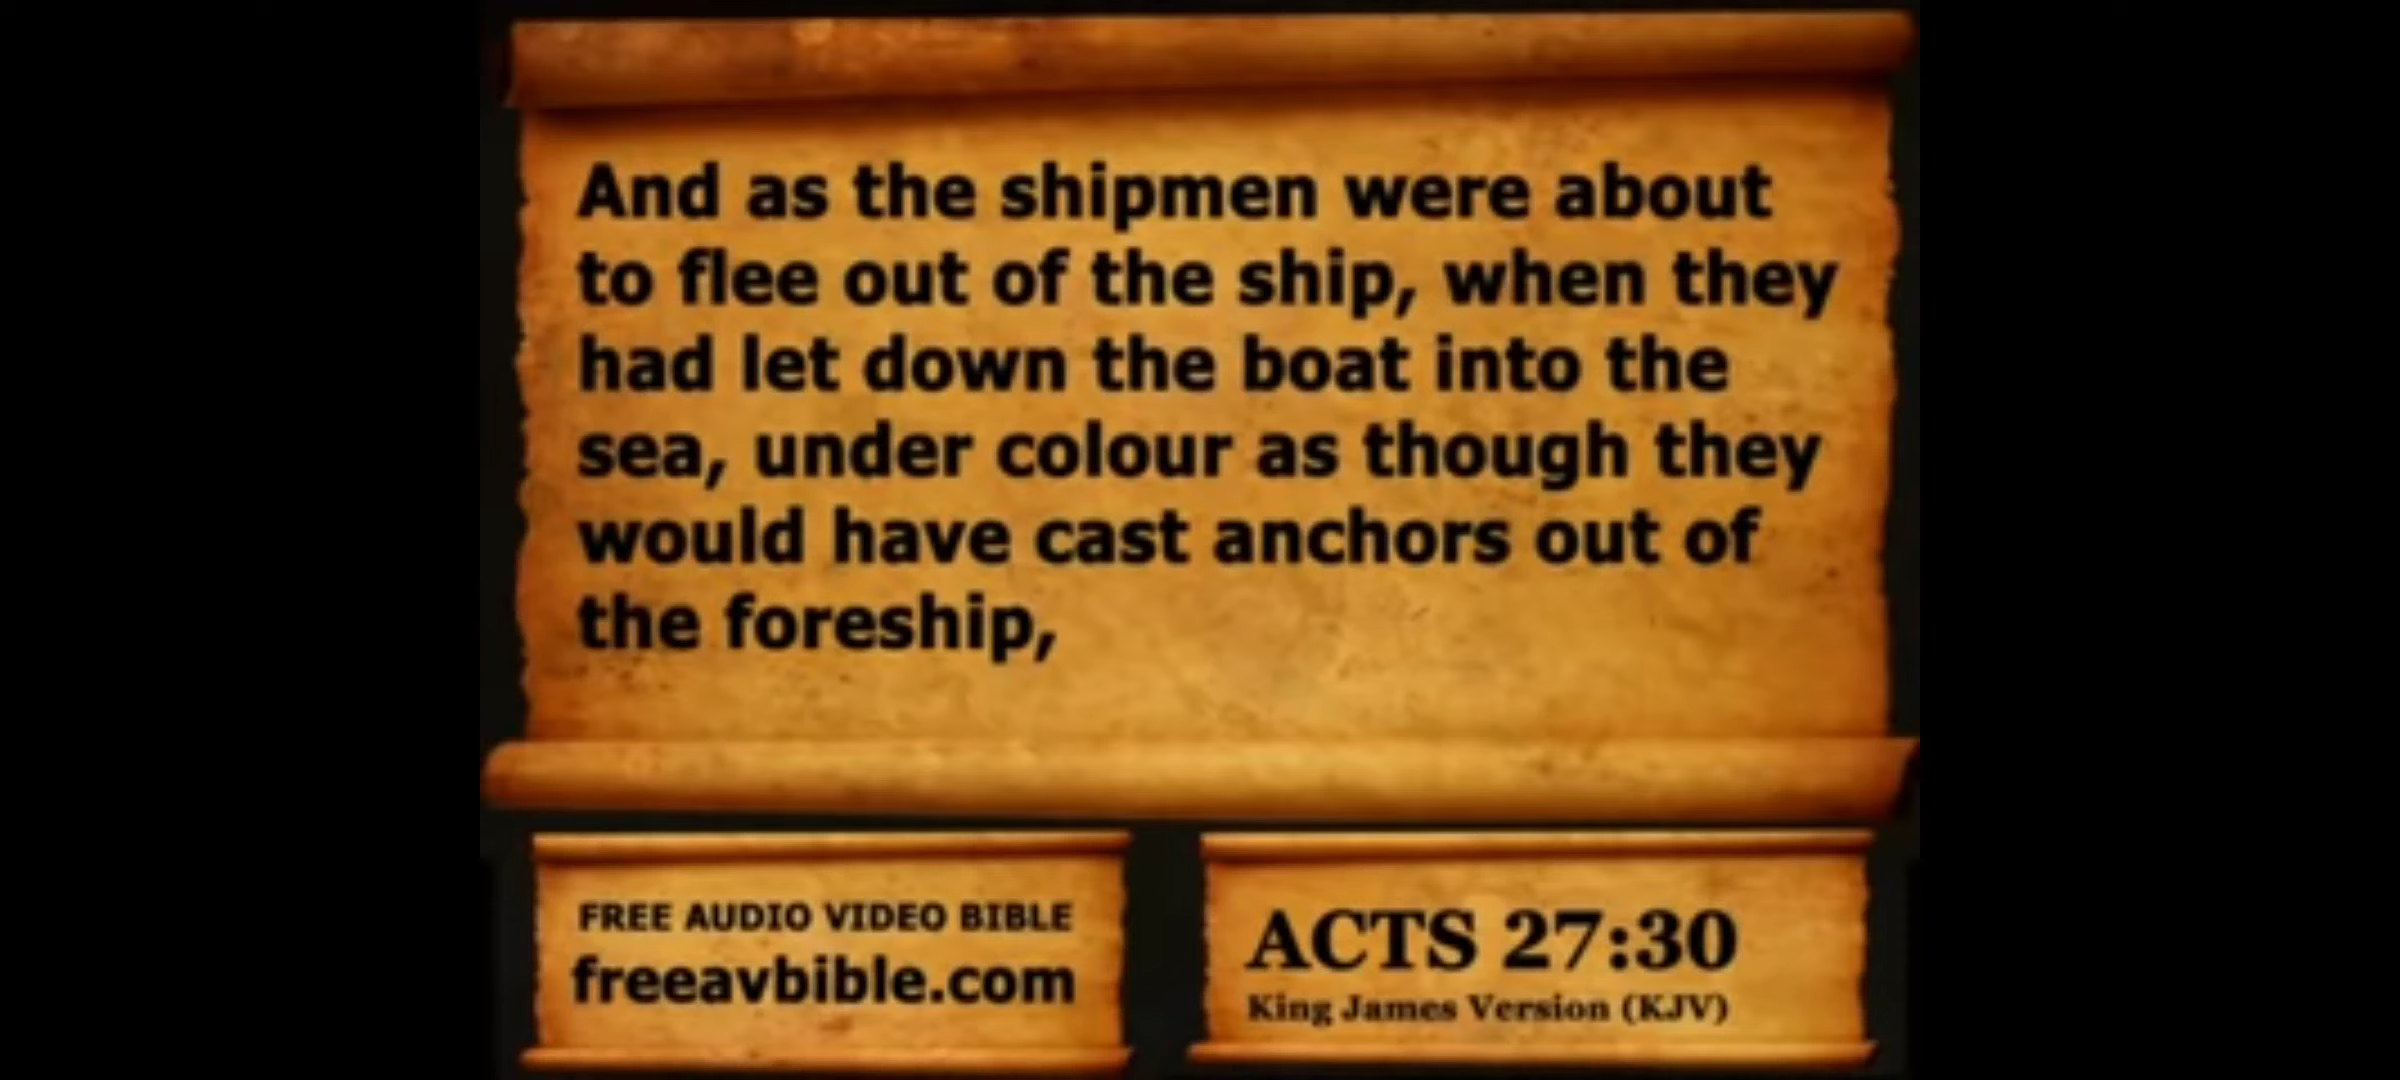 And as the shipmen were about
to flee out of the ship, when they
had let down the boat into the
sea, under colour as though they
would have cast anchors out of
the foreship,
FREE AUDIO VIDEO BIBLE
freeavbible.com
ACTS 27:30
King James Version (KJV)